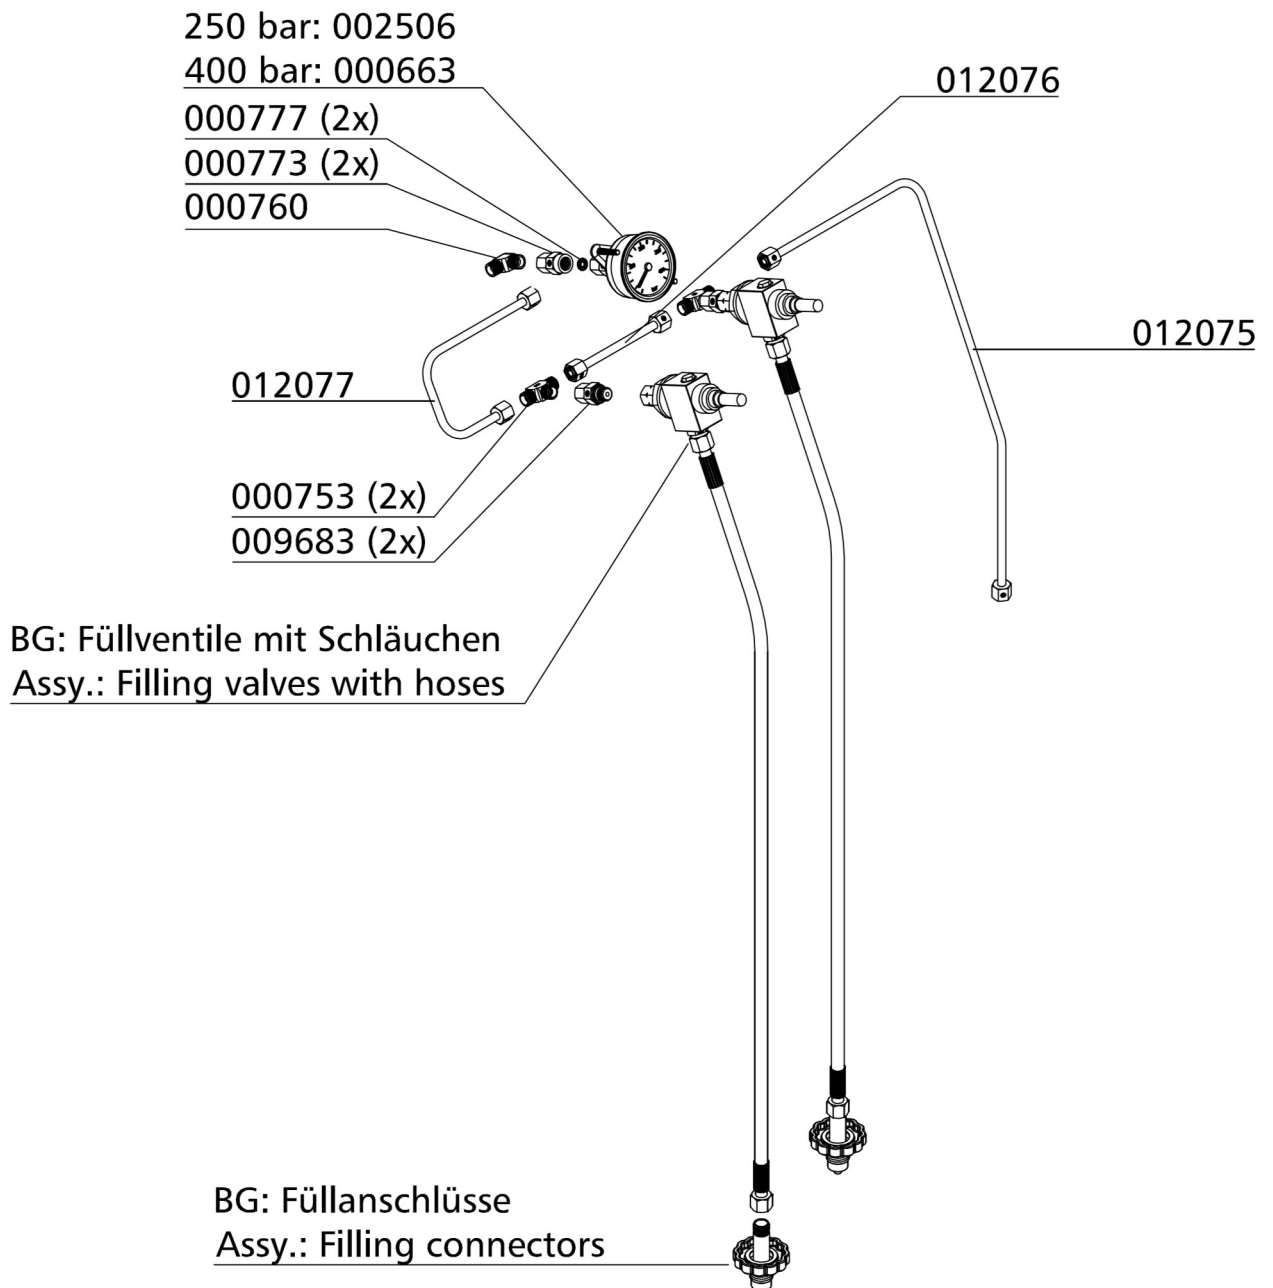 250 bar: 002506
400 bar: 000663
000777 (2x)
000773 (2x)
000760
012076
012075
012077
000753 (2x)
009683 (2x)
BG: Füllventile mit Schläuchen
Assy.: Filling valves with hoses
BG: Füllanschlüsse
Assy.: Filling connectors